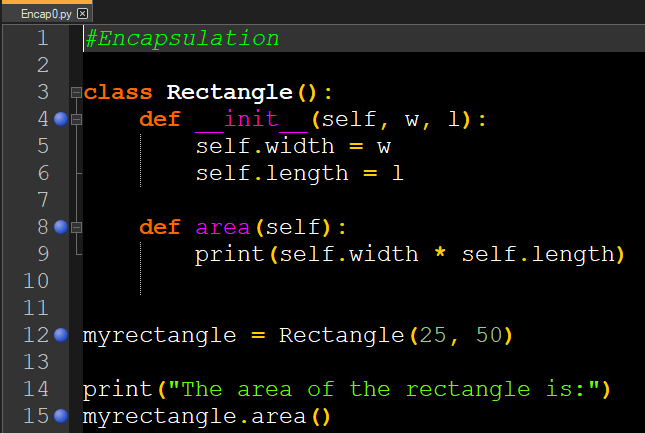 Encap0.py
1 #Encapsulation
2
3 class Rectangle():
4     def __init__(self, w, l):
5         self.width = w
6         self.length = l
7
8     def area(self):
9         print(self.width * self.length)
10
11
12 myrectangle = Rectangle(25, 50)
13
14 print("The area of the rectangle is:")
15 myrectangle.area()